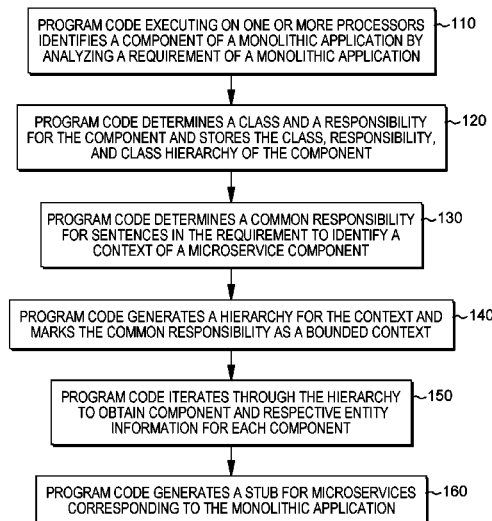 PROGRAM CODE EXECUTING ON ONE OR MORE PROCESSORS
IDENTIFIES A COMPONENT OF A MONOLITHIC APPLICATION BY
ANALYZING A REQUIREMENT OF A MONOLITHIC APPLICATION
110
PROGRAM CODE DETERMINES A CLASS AND A RESPONSIBILITY
FOR THE COMPONENT AND STORES THE CLASS, RESPONSIBILITY,
AND CLASS HIERARCHY OF THE COMPONENT
120
PROGRAM CODE DETERMINES A COMMON RESPONSIBILITY
FOR SENTENCES IN THE REQUIREMENT TO IDENTIFY A
CONTEXT OF A MICROSERVICE COMPONENT
130
PROGRAM CODE GENERATES A HIERARCHY FOR THE CONTEXT AND
MARKS THE COMMON RESPONSIBILITY AS A BOUNDED CONTEXT
140
PROGRAM CODE ITERATES THROUGH THE HIERARCHY
TO OBTAIN COMPONENT AND RESPECTIVE ENTITY
INFORMATION FOR EACH COMPONENT
150
PROGRAM CODE GENERATES A STUB FOR MICROSERVICES
CORRESPONDING TO THE MONOLITHIC APPLICATION
160